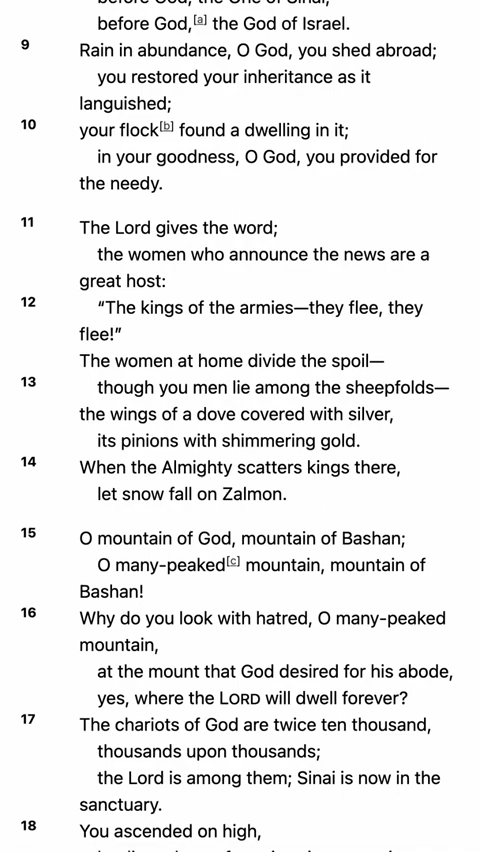 before God,[a] the God of Israel.
9 Rain in abundance, O God, you shed abroad;
you restored your inheritance as it
languished;
10 your flock[b] found a dwelling in it;
in your goodness, O God, you provided for
the needy.
11 The Lord gives the word;
the women who announce the news are a
great host:
12 “The kings of the armies—they flee, they
flee!”
The women at home divide the spoil—
13 though you men lie among the sheepfolds—
the wings of a dove covered with silver,
its pinions with shimmering gold.
14 When the Almighty scatters kings there,
let snow fall on Zalmon.
15 O mountain of God, mountain of Bashan;
O many-peaked[c] mountain, mountain of
Bashan!
16 Why do you look with hatred, O many-peaked
mountain,
at the mount that God desired for his abode,
yes, where the LORD will dwell forever?
17 The chariots of God are twice ten thousand,
thousands upon thousands;
the Lord is among them; Sinai is now in the
sanctuary.
18 You ascended on high,